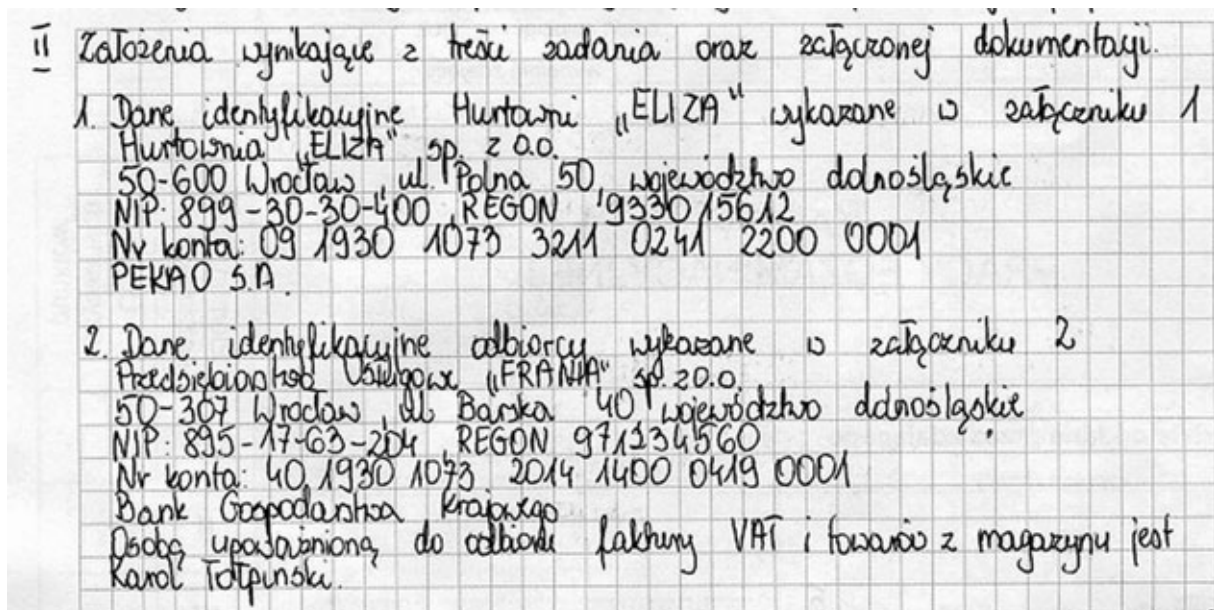 II Założenia wynikające z treści zadania oraz załączonej dokumentacji.
1. Dane identyfikacyjne Hurtowni „ELIZA" wykazane w załączniku 1
Hurtownia „ELIZA" sp. z o.o.
50-600 Wrocław, ul. Polna 50, województwo dolnośląskie
NIP: 899-30-30-400, REGON 933015612
Nr konta: 09 1930 1073 3211 0241 2200 0001
PEKAO S.A.
2. Dane identyfikacyjne odbiorcy wykazane w załączniku 2
Przedsiębiorstwo Usługowe „FRANIA" sp. z o.o.
50-307 Wrocław, ul. Barska 40 województwo dolnośląskie
NIP: 895-17-63-204, REGON 971234560
Nr konta: 40 1930 1073 2014 1400 0419 0001
Bank Gospodarstwa Krajowego
Osobą upoważnioną do odbioru faktury VAT i towarów z magazynu jest
Karol